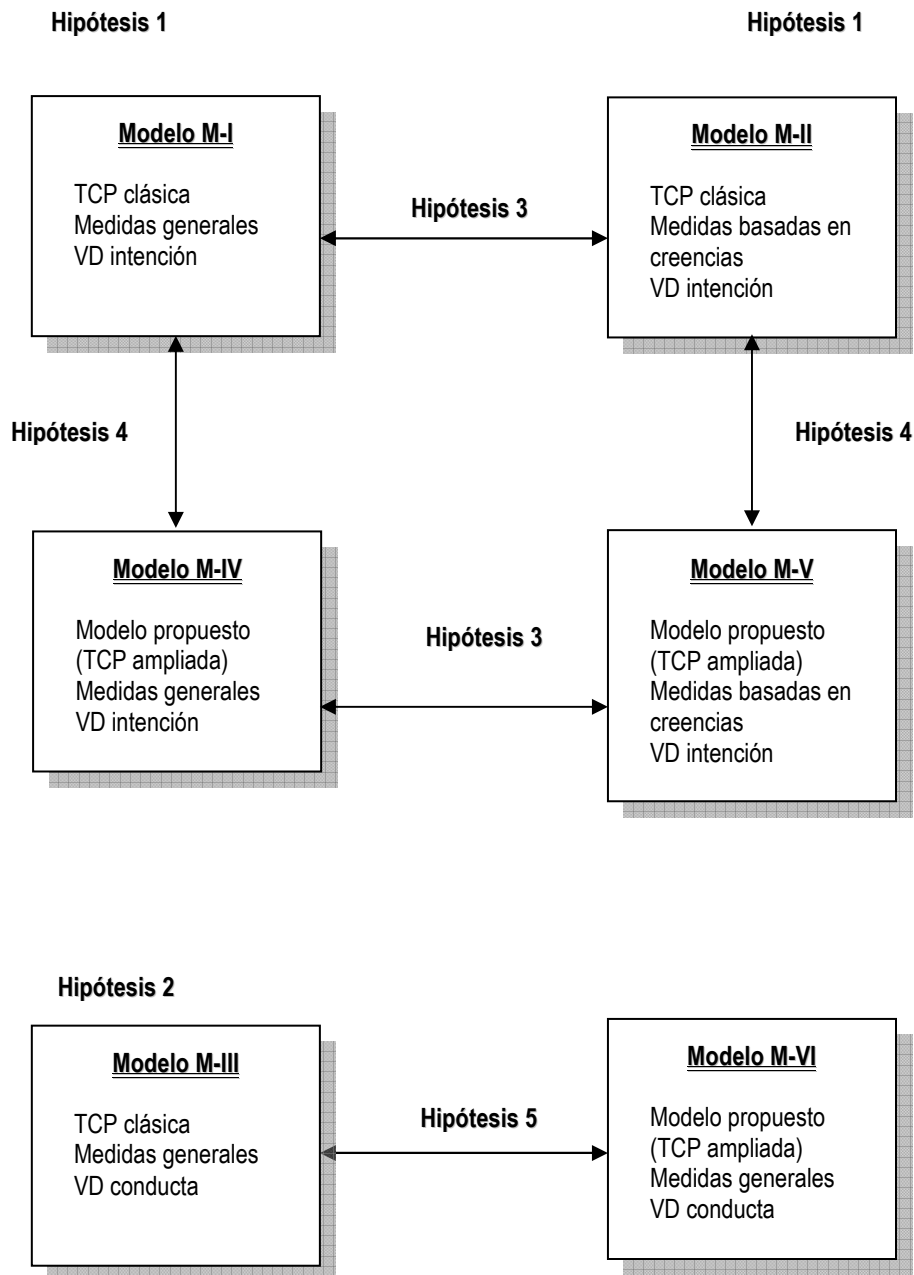 Hipótesis 1
Hipótesis 1
Modelo M-I
TCP clásica
Medidas generales
VD intención
Hipótesis 3
Modelo M-II
TCP clásica
Medidas basadas en
creencias
VD intención
Hipótesis 4
Hipótesis 4
Modelo M-IV
Modelo propuesto
(TCP ampliada)
Medidas generales
VD intención
Hipótesis 3
Modelo M-V
Modelo propuesto
(TCP ampliada)
Medidas basadas en
creencias
VD intención
Hipótesis 2
Modelo M-III
TCP clásica
Medidas generales
VD conducta
Hipótesis 5
Modelo M-VI
Modelo propuesto
(TCP ampliada)
Medidas generales
VD conducta